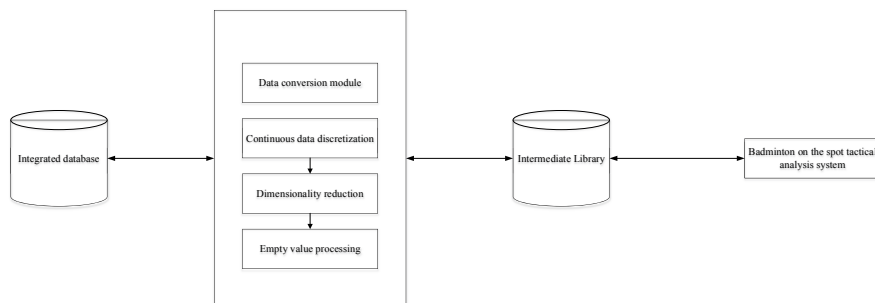 Data conversion module
Continuous data discretization
Dimensionality reduction
Empty value processing
Integrated database
Intermediate Library
Badminton on the spot tactical
analysis system